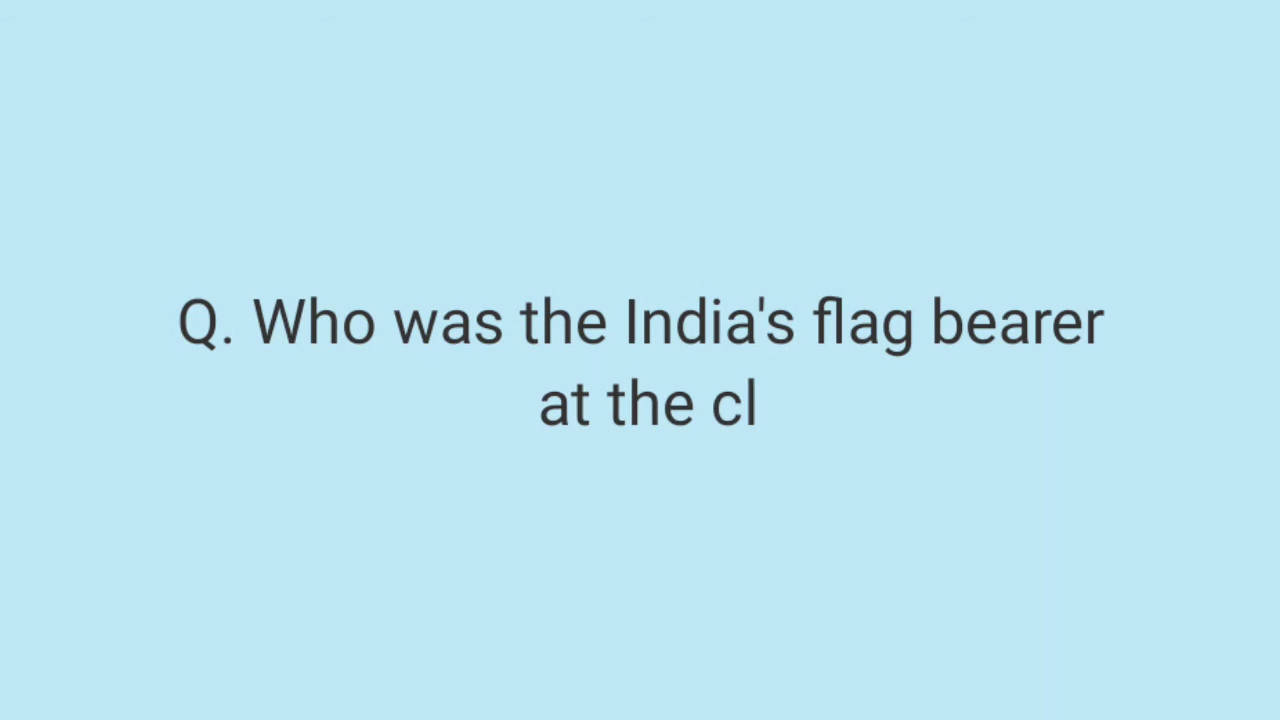 Q. Who was the India's flag bearer
at the cl